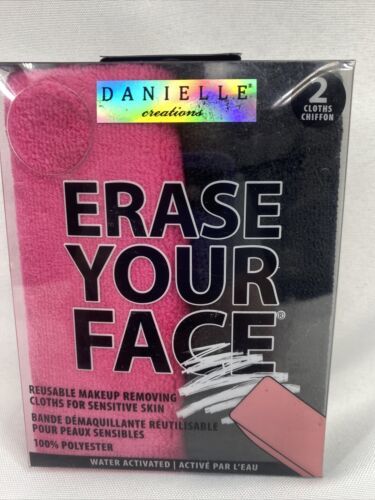 DANIELLE®
creations
2
CLOTHS
CHIFFON
ERASE
YOUR
FACE®
REUSABLE MAKEUP REMOVING
CLOTHS FOR SENSITIVE SKIN
BANDE DÉMAQUILLANTE RÉUTILISABLE
POUR PEAUX SENSIBLES
100% POLYESTER
WATER ACTIVATED | ACTIVÉ PAR L'EAU